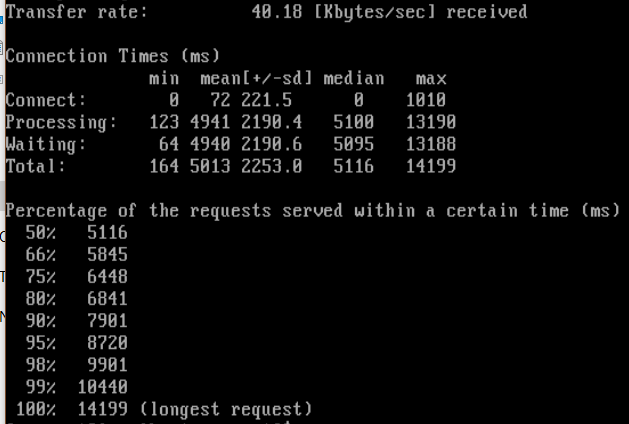 Transfer rate:          40.18 [Kbytes/sec] received
Connection Times (ms)
              min  mean[+/-sd] median   max
Connect:        0   72 221.5      0    1010
Processing:   123 4941 2190.4   5100   13190
Waiting:       64 4940 2190.6   5095   13188
Total:        164 5013 2253.0   5116   14199
Percentage of the requests served within a certain time (ms)
  50%   5116
  66%   5845
  75%   6448
  80%   6841
  90%   7901
  95%   8720
  98%   9901
  99%  10440
 100%  14199 (longest request)